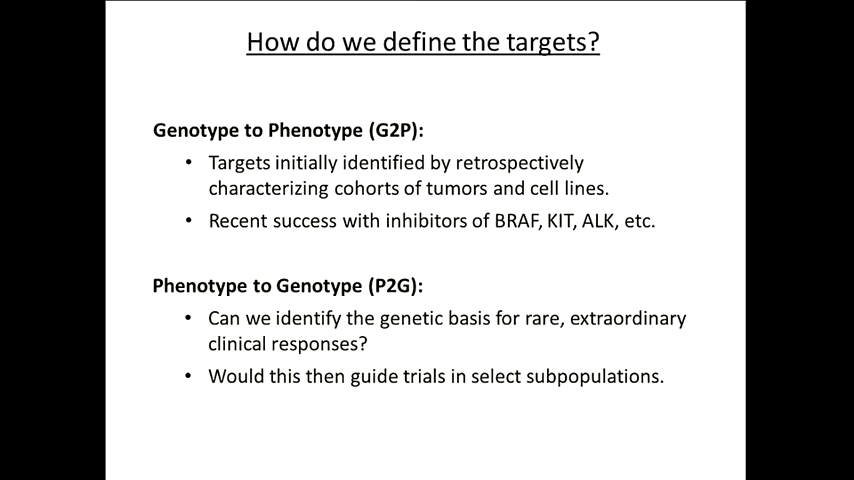 How do we define the targets?
Genotype to Phenotype (G2P):
• Targets initially identified by retrospectively
characterizing cohorts of tumors and cell lines.
• Recent success with inhibitors of BRAF, KIT, ALK, etc.
Phenotype to Genotype (P2G):
• Can we identify the genetic basis for rare, extraordinary
clinical responses?
• Would this then guide trials in select subpopulations.